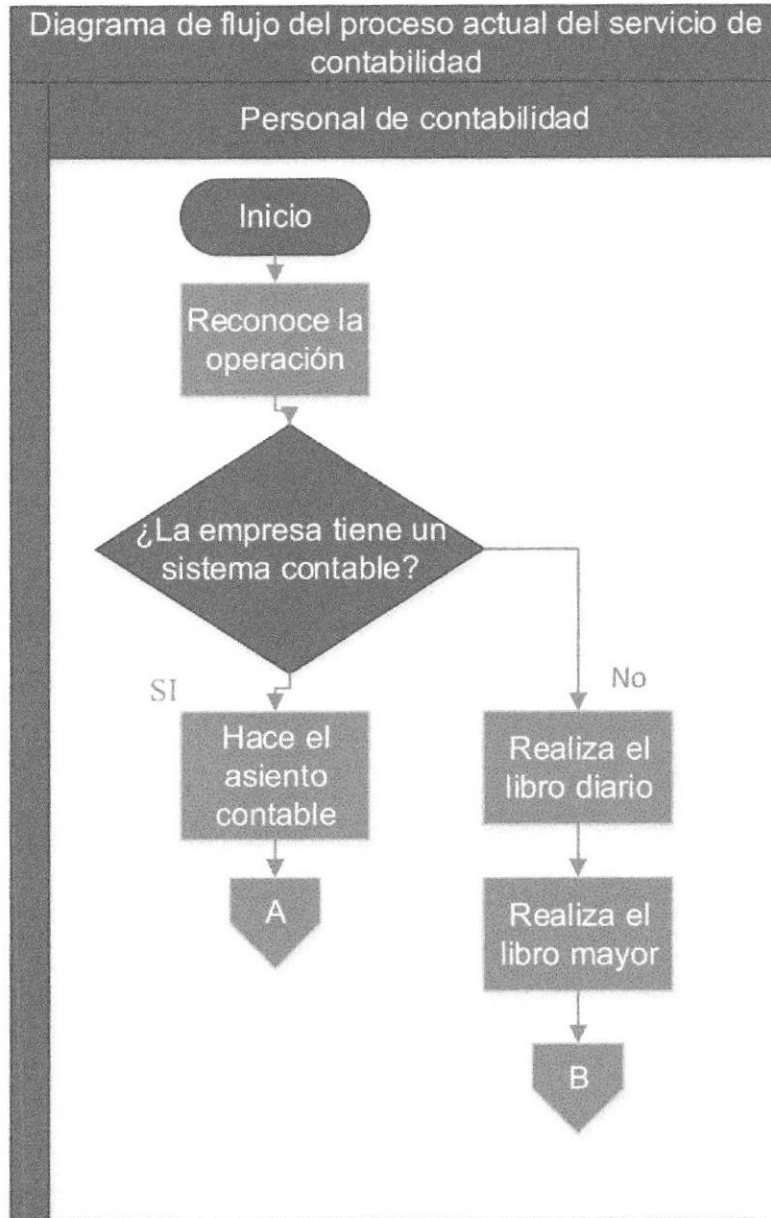 Diagrama de flujo del proceso actual del servicio de
contabilidad
Personal de contabilidad
Inicio
Reconoce la
operación
¿La empresa tiene un
sistema contable?
SI
No
Hace el
asiento
contable
Realiza el
libro diario
A
Realiza el
libro mayor
B